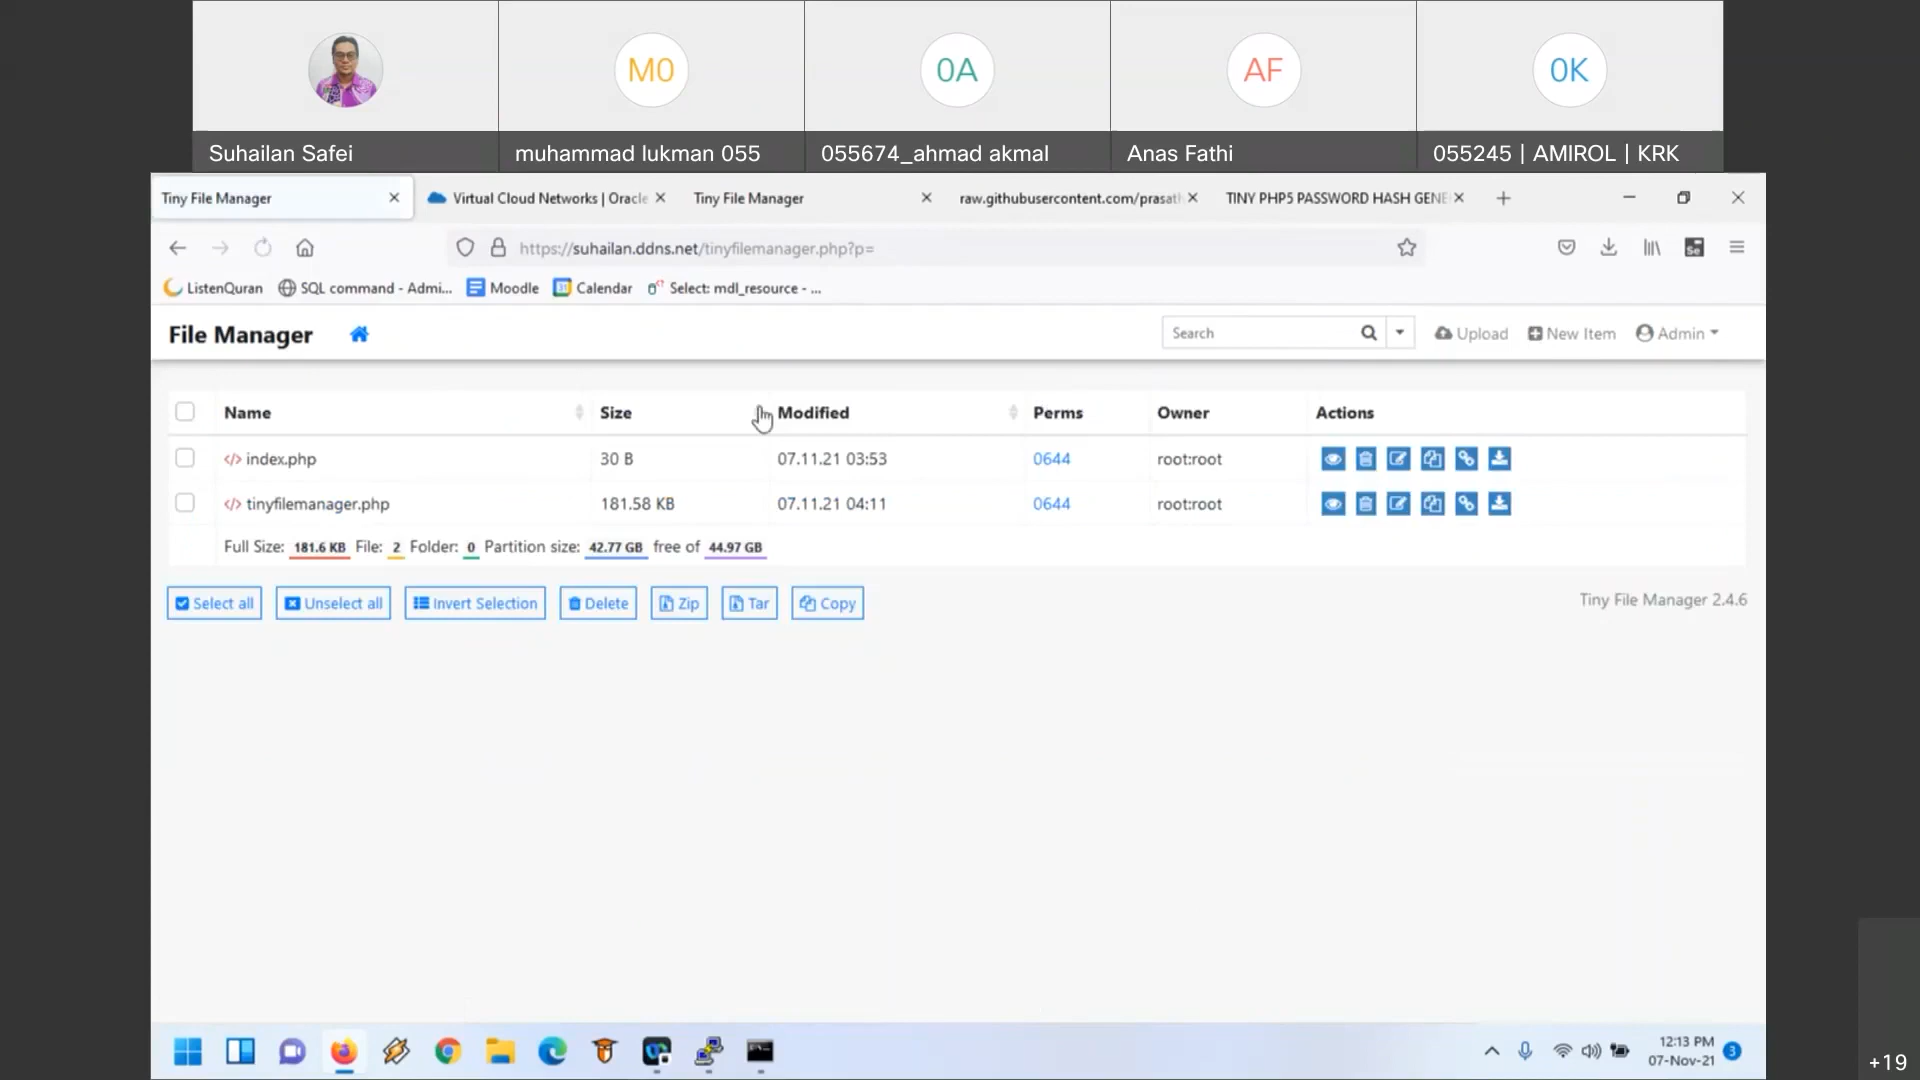 M0
0A
AF
0K
Suhailan Safei
muhammad lukman 055
055674_ahmad akmal
Anas Fathi
055245 | AMIROL | KRK
Tiny File Manager
Virtual Cloud Networks | Oracle
Tiny File Manager
raw.githubusercontent.com/prasath
TINY PHP5 PASSWORD HASH GENE
https://suhailan.ddns.net/tinyfilemanager.php?p=
ListenQuran
SQL command - Admi...
Moodle
Calendar
Select: mdl_resource - ...
File Manager
Search
Upload
New Item
Admin
Name
Size
Modified
Perms
Owner
Actions
index.php
30 B
07.11.21 03:53
0644
root:root
tinyfilemanager.php
181.58 KB
07.11.21 04:11
0644
root:root
Full Size: 181.6 KB File: 2 Folder: 0 Partition size: 42.77 GB free of 44.97 GB
Select all
Unselect all
Invert Selection
Delete
Zip
Tar
Copy
Tiny File Manager 2.4.6
12:13 PM
07-Nov-21
3
+19